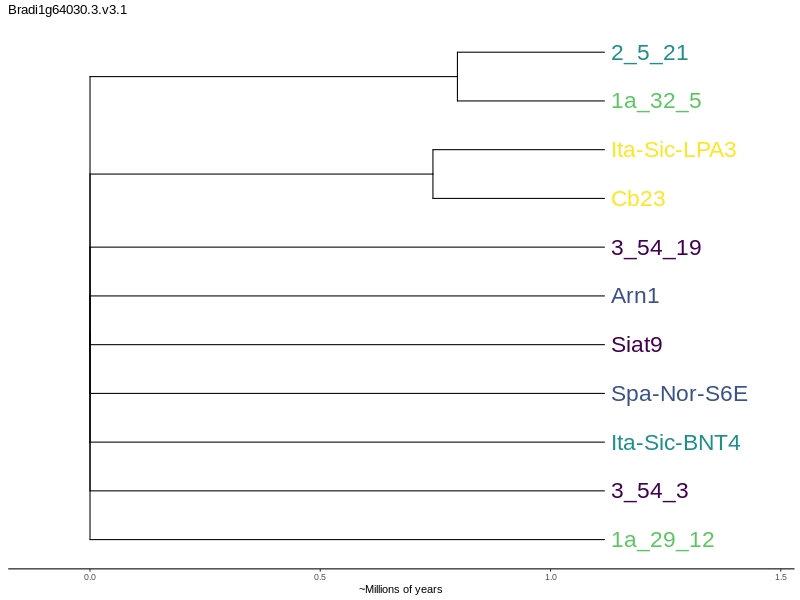 Bradi1g64030.3.v3.1
2_5_21
1a_32_5
Ita-Sic-LPA3
Cb23
3_54_19
Arn1
Siat9
Spa-Nor-S6E
Ita-Sic-BNT4
3_54_3
1a_29_12
0.0 0.5 1.0 1.5
~Millions of years